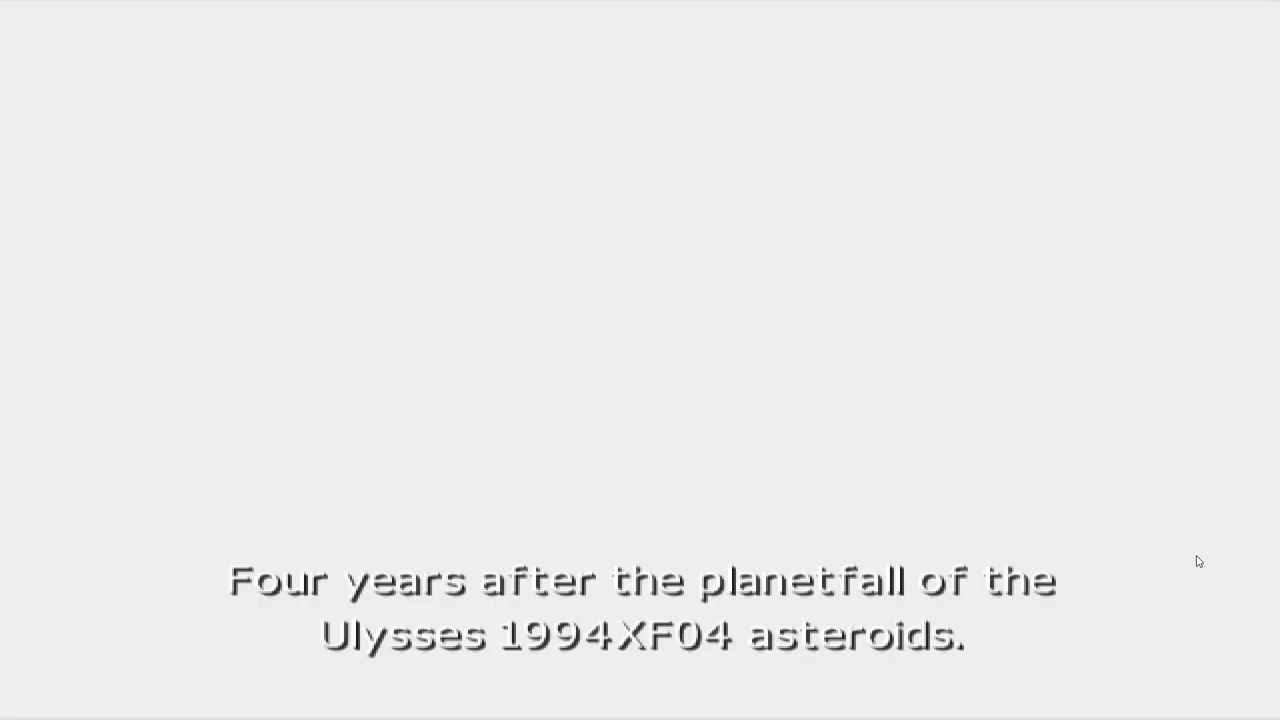 Four years after the planetfall of the
Ulysses 1994XF04 asteroids.